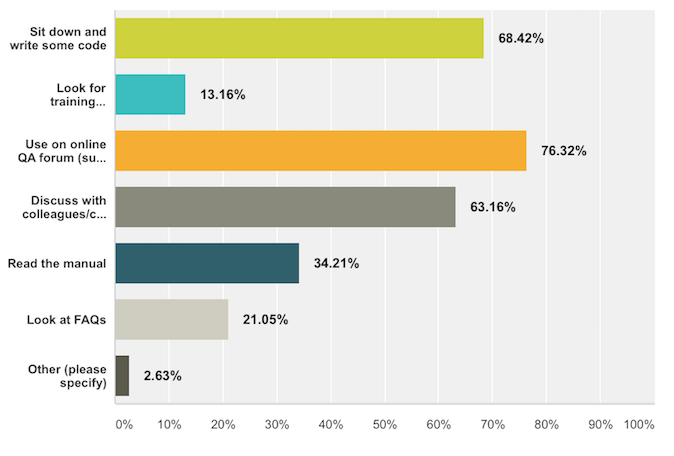 Sit down and
write some code
68.42%
Look for
training...
13.16%
Use on online
QA forum (su...
76.32%
Discuss with
colleagues/c...
63.16%
Read the manual
34.21%
Look at FAQs
21.05%
Other (please
specify)
2.63%
0% 10% 20% 30% 40% 50% 60% 70% 80% 90% 100%